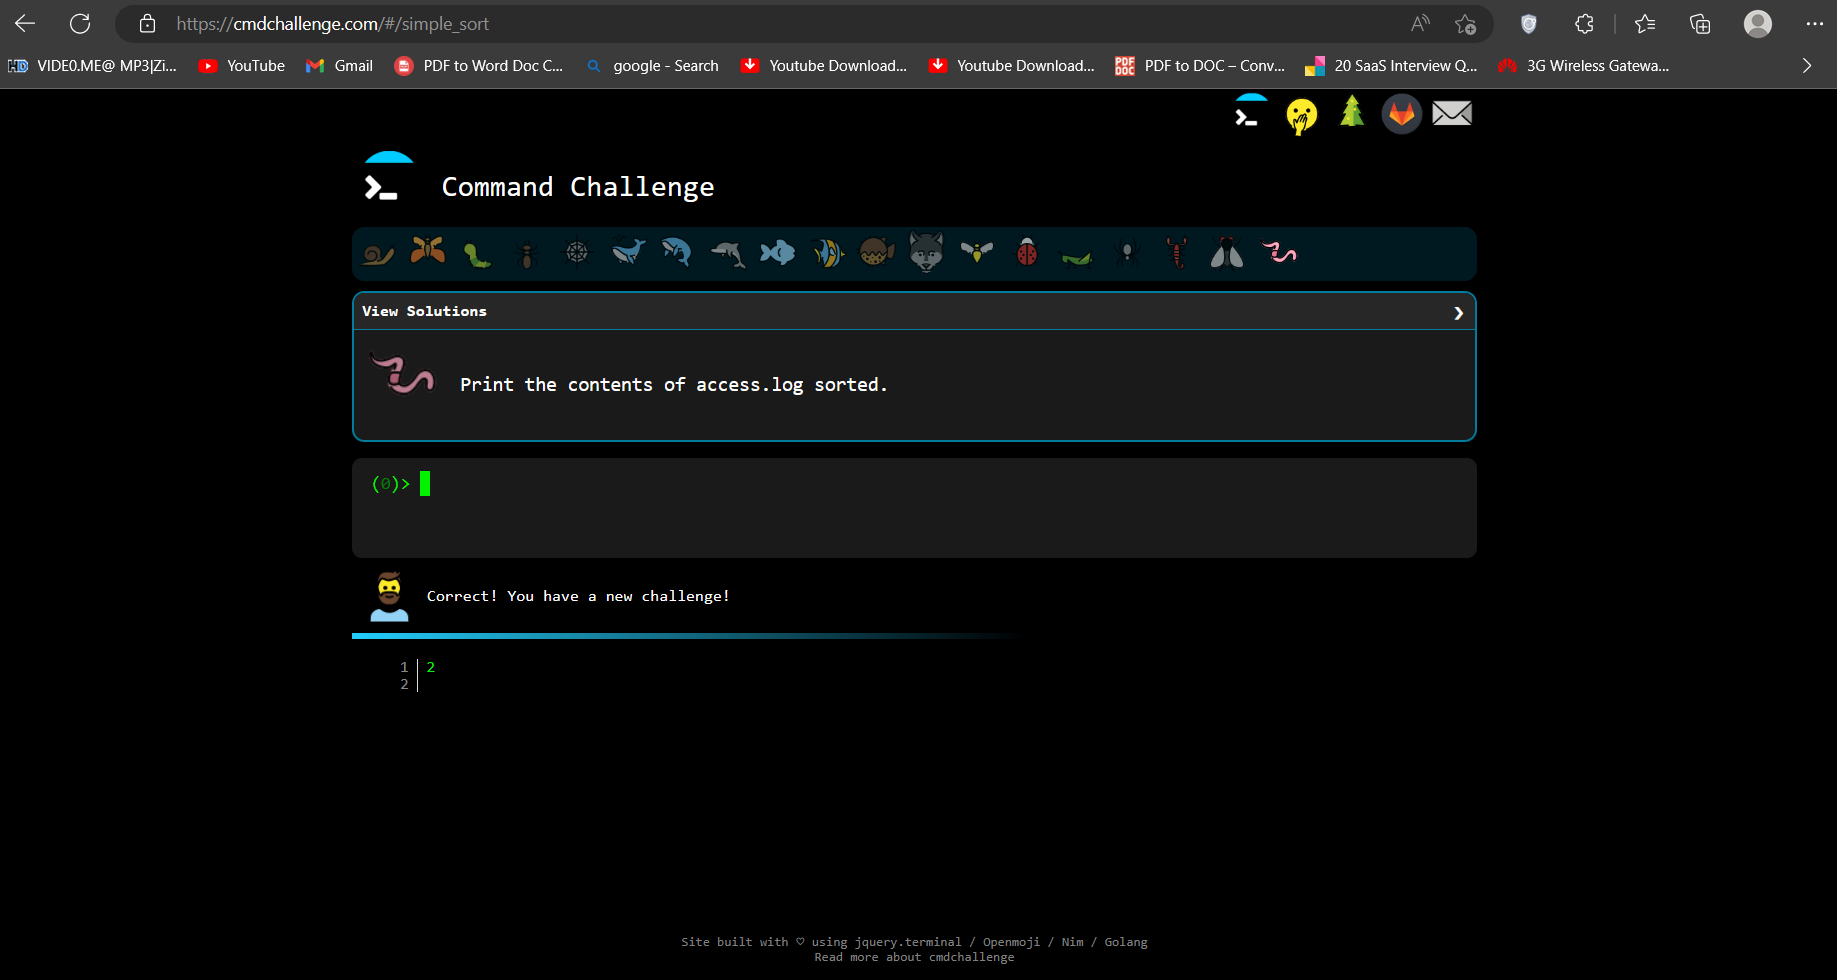 https://cmdchallenge.com/#/simple_sort
VIDE0.ME@ MP3|Zi... YouTube Gmail PDF to Word Doc C... google - Search Youtube Download... Youtube Download... PDF to DOC – Conv... 20 SaaS Interview Q... 3G Wireless Gatewa...
Command Challenge
View Solutions
Print the contents of access.log sorted.
(0)>
Correct! You have a new challenge!
1 2
2
Site built with ♡ using jquery.terminal / Openmoji / Nim / Golang
Read more about cmdchallenge